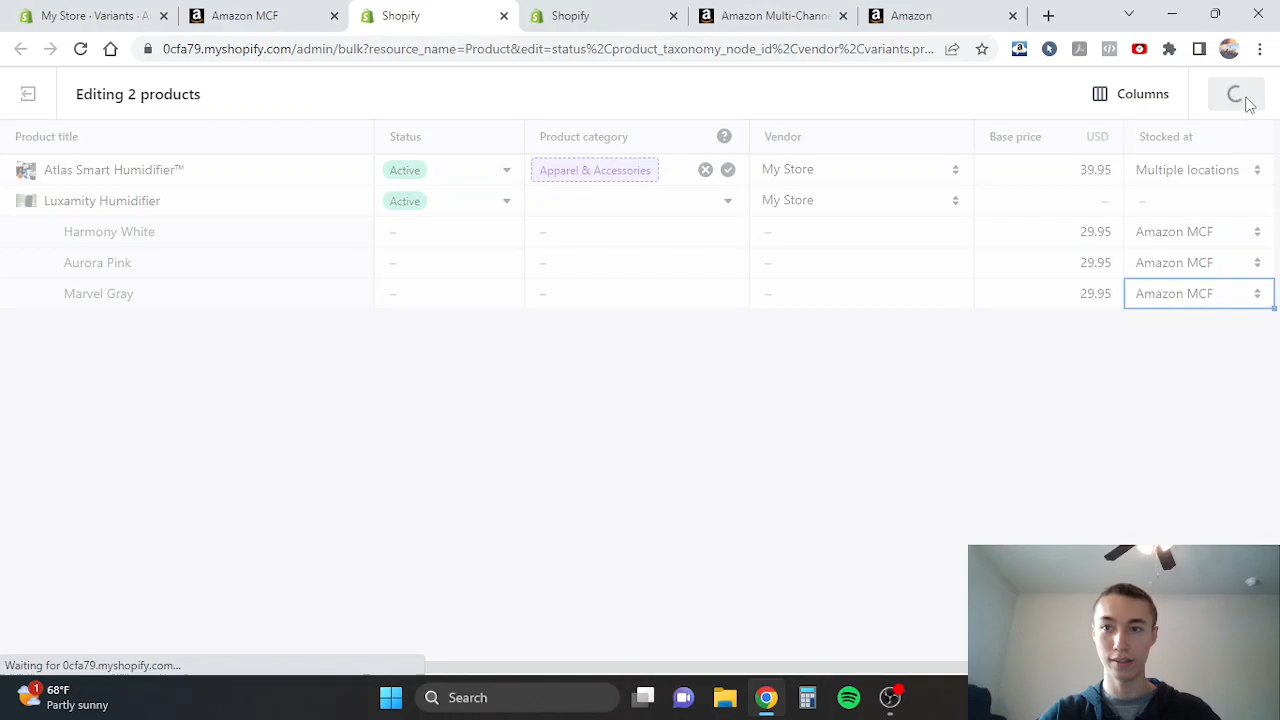 My Store · Variants · A
Amazon MCF
Shopify
Shopify
Amazon Multi-Chann
Amazon
0cfa79.myshopify.com/admin/bulk?resource_name=Product&edit=status%2Cproduct_taxonomy_node_id%2Cvendor%2Cvariants.pr...
Editing 2 products
Columns
Product title
Status
Product category
Vendor
Base price
USD
Stocked at
Atlas Smart Humidifier™
Active
Apparel & Accessories
My Store
39.95
Multiple locations
Luxamity Humidifier
Active
My Store
–
–
Harmony White
–
–
–
29.95
Amazon MCF
Aurora Pink
–
–
–
29.95
Amazon MCF
Marvel Gray
–
–
–
29.95
Amazon MCF
Waiting for 0cfa79.myshopify.com...
1
68°F
Partly sunny
Search